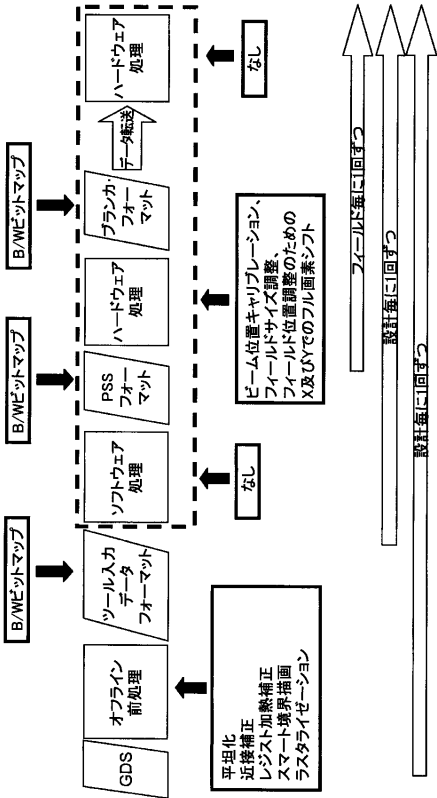 B/Wビットマップ
B/Wビットマップ
B/Wビットマップ
GDS
オフライン
前処理
ツール入力
データ
フォーマット
ソフトウェア
処理
PSS
フォー
マット
ハードウェア
処理
ブランカ・
フォー
マット
データ転送
ハードウェア
処理
平坦化
近接補正
レジスト加熱補正
スマート境界描画
ラスタライゼーション
なし
ビーム位置キャリブレーション、
フィールドサイズ調整、
フィールド位置調整のための
X及びYでのフル画素シフト
なし
フィールド毎に1回ずつ
設計毎に1回ずつ
設計毎に1回ずつ